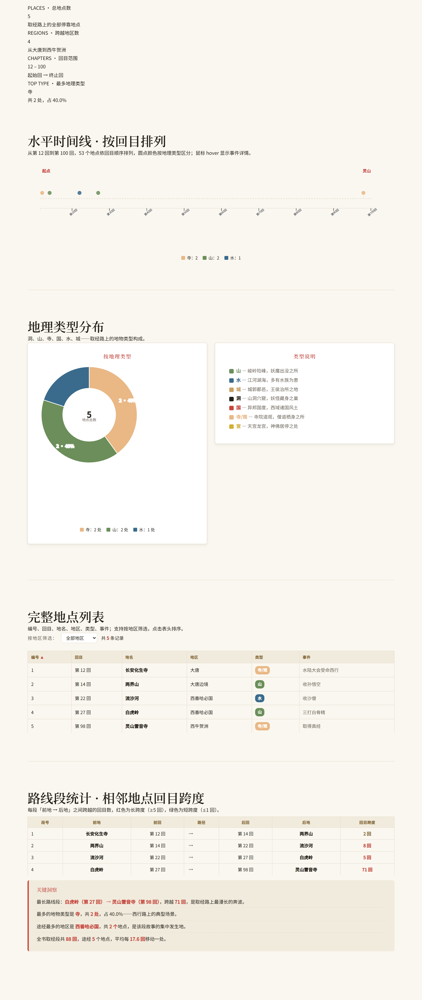 PLACES • 总地点数
5
取经路上的全部停靠地点
REGIONS • 跨越地区数
4
从大唐到西牛贺洲
CHAPTERS • 回目范围
12 – 100
起始回 → 终止回
TOP TYPE • 最多地理类型
寺
共 2 处，占 40.0%
水平时间线 · 按回目排列
从第 12 回到第 100 回，53 个地点依回目顺序排列，圆点颜色按地理类型区分；鼠标 hover 显示事件详情。
起点 灵山
第20回 第30回 第40回 第50回 第60回 第70回 第80回 第90回 第100回
寺：2 山：2 水：1
地理类型分布
洞、山、寺、国、水、城——取经路上的地物类型构成。
按地理类型
2 • 40%
5
地点总数
2 • 40%
寺：2 处 山：2 处 水：1 处
类型说明
山 — 峻岭险峰，妖魔出没之所
水 — 江河湖海，多有水族为患
城 — 城郭都邑，王侯治所之地
洞 — 山洞穴窟，妖怪藏身之巢
国 — 异邦国度，西域诸国风土
寺/观 — 寺院道观，僧道栖身之所
宫 — 天宫龙宫，神佛居停之处
完整地点列表
编号、回目、地名、地区、类型、事件；支持按地区筛选，点击表头排序。
按地区筛选： 全部地区 共 5 条记录
编号 ▲ 回目 地名 地区 类型 事件
1 第 12 回 长安化生寺 大唐 寺/观 水陆大会受命西行
2 第 14 回 两界山 大唐边境 山 收孙悟空
3 第 22 回 流沙河 西番哈必国 水 收沙僧
4 第 27 回 白虎岭 西番哈必国 山 三打白骨精
5 第 98 回 灵山雷音寺 西牛贺洲 寺/观 取得真经
路线段统计 · 相邻地点回目跨度
每段「前地 → 后地」之间跨越的回目数，红色为长跨度（≥5 回），绿色为短跨度（≤1 回）。
段号 前地 前回 路径 后回 后地 回目跨度
1 长安化生寺 第 12 回 → 第 14 回 两界山 2 回
2 两界山 第 14 回 → 第 22 回 流沙河 8 回
3 流沙河 第 22 回 → 第 27 回 白虎岭 5 回
4 白虎岭 第 27 回 → 第 98 回 灵山雷音寺 71 回
关键洞察
最长路线段：白虎岭（第 27 回） → 灵山雷音寺（第 98 回），跨越 71 回，是取经路上最漫长的奔波。
最多的地物类型是 寺，共 2 处，占 40.0%——西行路上的典型场景。
途经最多的地区是 西番哈必国，共 2 个地点，是该段故事的集中发生地。
全书取经段共 88 回，途经 5 个地点，平均每 17.6 回移动一处。